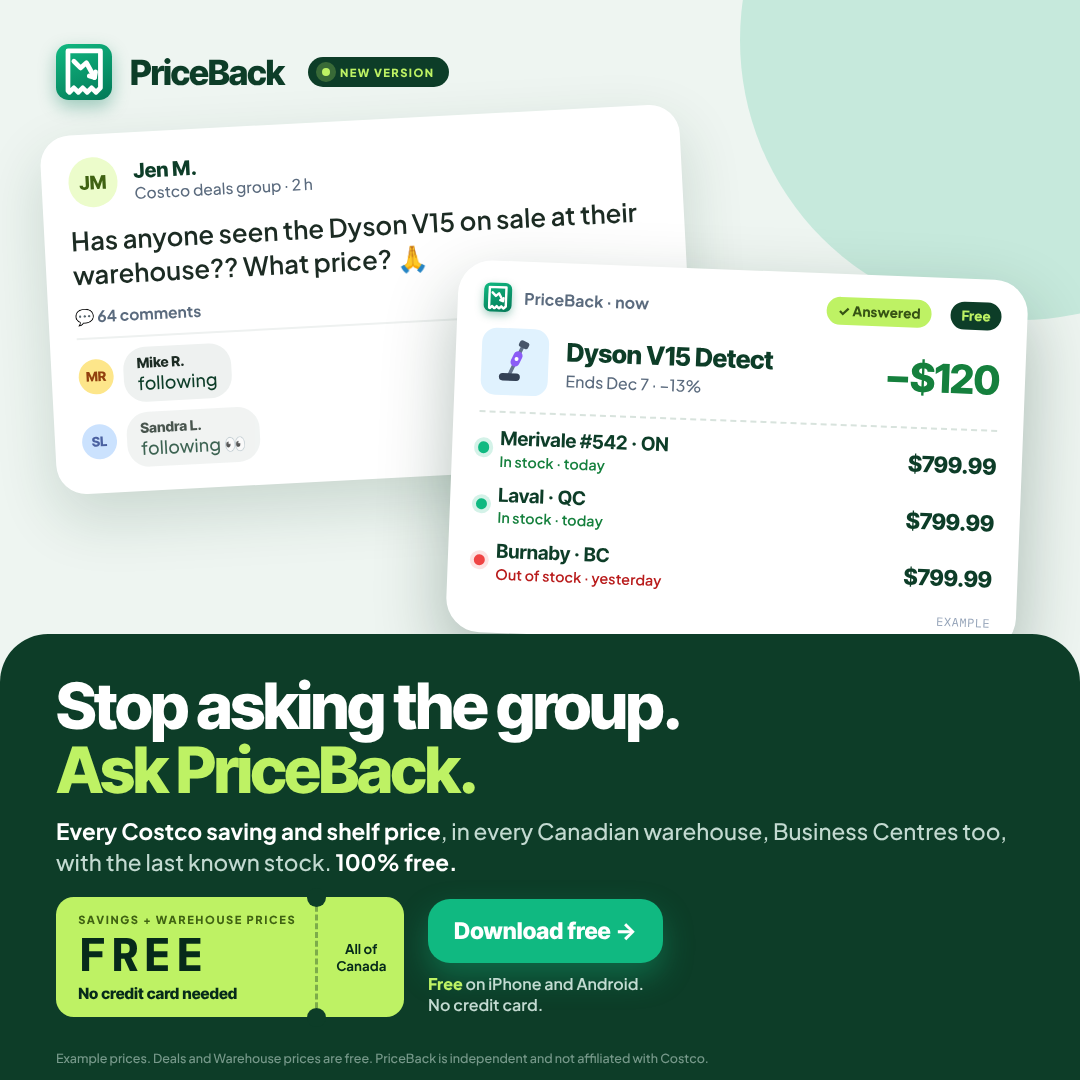 PriceBack
NEW VERSION
JM
Jen M.
Costco deals group · 2 h
Has anyone seen the Dyson V15 on sale at their
warehouse?? What price? 🙏
💬 64 comments
MR
Mike R.
following
SL
Sandra L.
following 👀
PriceBack · now
✓ Answered
Free
Dyson V15 Detect
Ends Dec 7 · −13%
−$120
Merivale #542 · ON
In stock · today
$799.99
Laval · QC
In stock · today
$799.99
Burnaby · BC
Out of stock · yesterday
$799.99
EXAMPLE
Stop asking the group.
Ask PriceBack.
Every Costco saving and shelf price, in every Canadian warehouse, Business Centres too,
with the last known stock. 100% free.
SAVINGS + WAREHOUSE PRICES
FREE
No credit card needed
All of
Canada
Download free →
Free on iPhone and Android.
No credit card.
Example prices. Deals and Warehouse prices are free. PriceBack is independent and not affiliated with Costco.